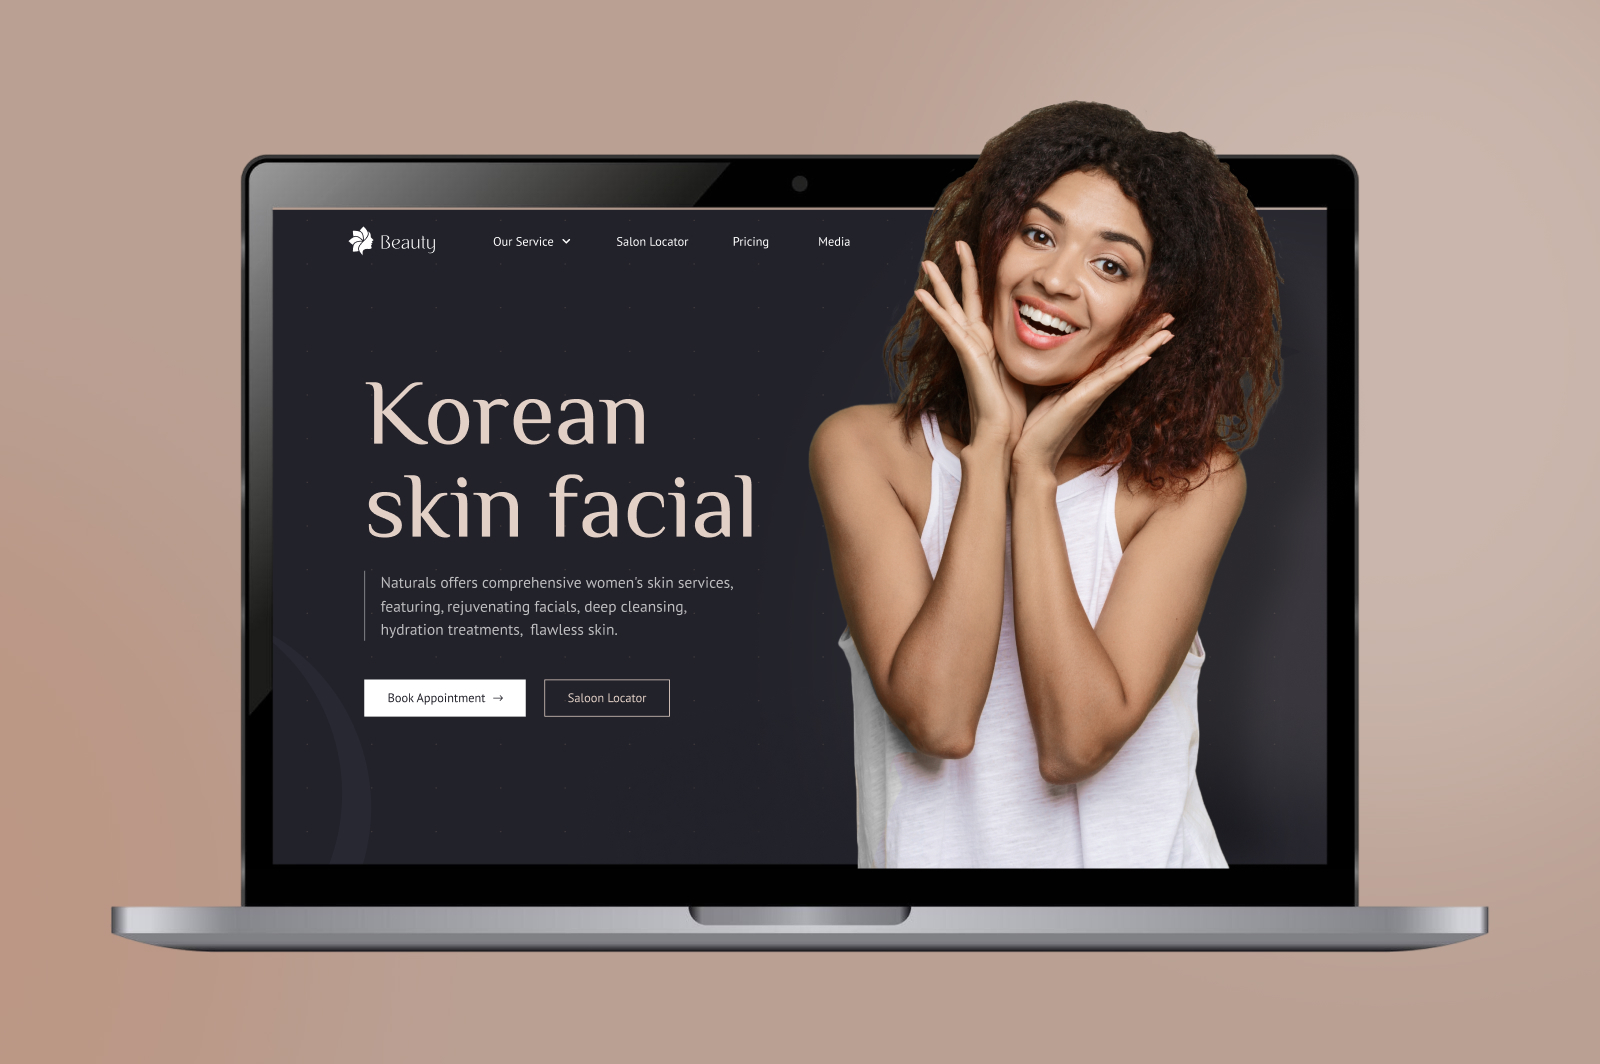 Beauty
Our Service
Salon Locator
Pricing
Media
Korean
skin facial
Naturals offers comprehensive women's skin services,
featuring, rejuvenating facials, deep cleansing,
hydration treatments, flawless skin.
Book Appointment →
Saloon Locator